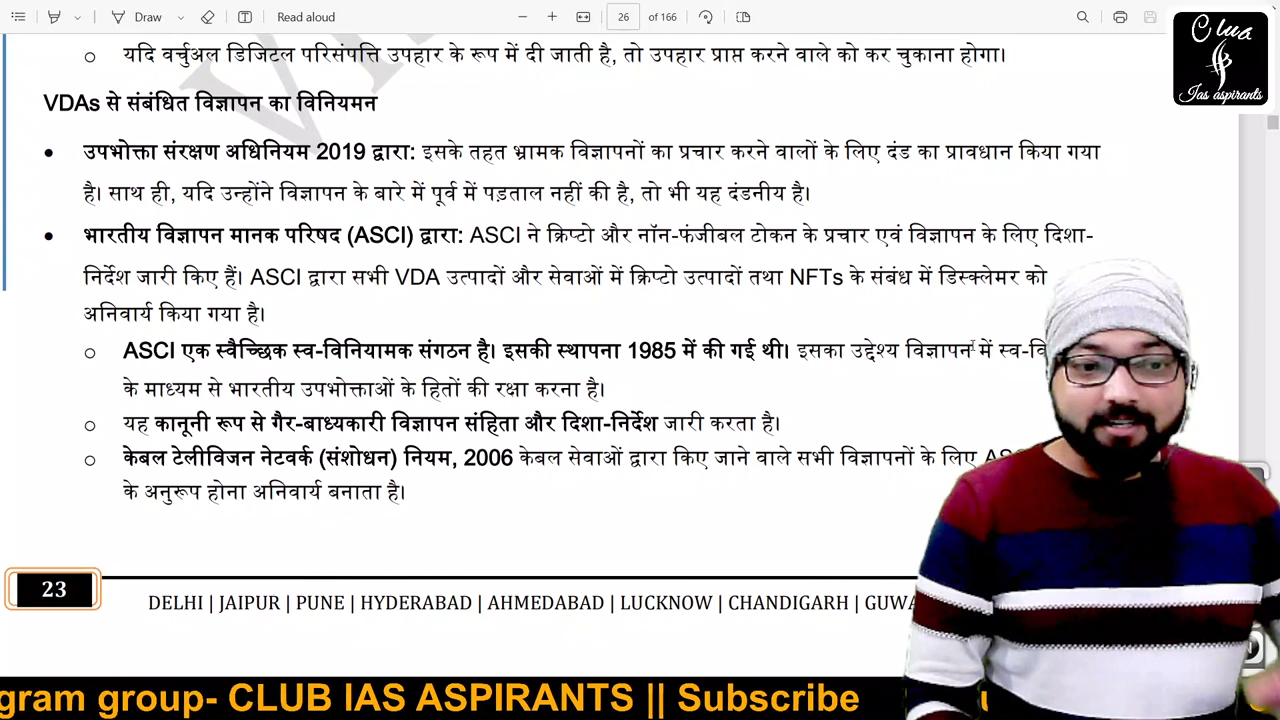 Draw
Read aloud
26 of 166
Clua
Ias aspirants
यदि वर्चुअल डिजिटल परिसंपत्ति उपहार के रूप में दी जाती है, तो उपहार प्राप्त करने वाले को कर चुकाना होगा।
VDAs से संबंधित विज्ञापन का विनियमन
• उपभोक्ता संरक्षण अधिनियम 2019 द्वारा: इसके तहत भ्रामक विज्ञापनों का प्रचार करने वालों के लिए दंड का प्रावधान किया गया
है। साथ ही, यदि उन्होंने विज्ञापन के बारे में पूर्व में पड़ताल नहीं की है, तो भी यह दंडनीय है।
• भारतीय विज्ञापन मानक परिषद (ASCI) द्वारा: ASCI ने क्रिप्टो और नॉन-फंजीबल टोकन के प्रचार एवं विज्ञापन के लिए दिशा-
निर्देश जारी किए हैं। ASCI द्वारा सभी VDA उत्पादों और सेवाओं में क्रिप्टो उत्पादों तथा NFTs के संबंध में डिस्क्लेमर को
अनिवार्य किया गया है।
ASCI एक स्वैच्छिक स्व-विनियामक संगठन है। इसकी स्थापना 1985 में की गई थी। इसका उद्देश्य विज्ञापन में
के माध्यम से भारतीय उपभोक्ताओं के हितों की रक्षा करना है।
यह कानूनी रूप से गैर-बाध्यकारी विज्ञापन संहिता और दिशा-निर्देश जारी करता है।
केबल टेलीविजन नेटवर्क (संशोधन) नियम, 2006 केबल सेवाओं द्वारा किए जाने वाले सभी विज्ञापनों के लिए
के अनुरूप होना अनिवार्य बनाता है।
23
DELHI | JAIPUR | PUNE | HYDERABAD | AHMEDABAD | LUCKNOW | CHANDIGARH |
gram group- CLUB IAS ASPIRANTS || Subscribe